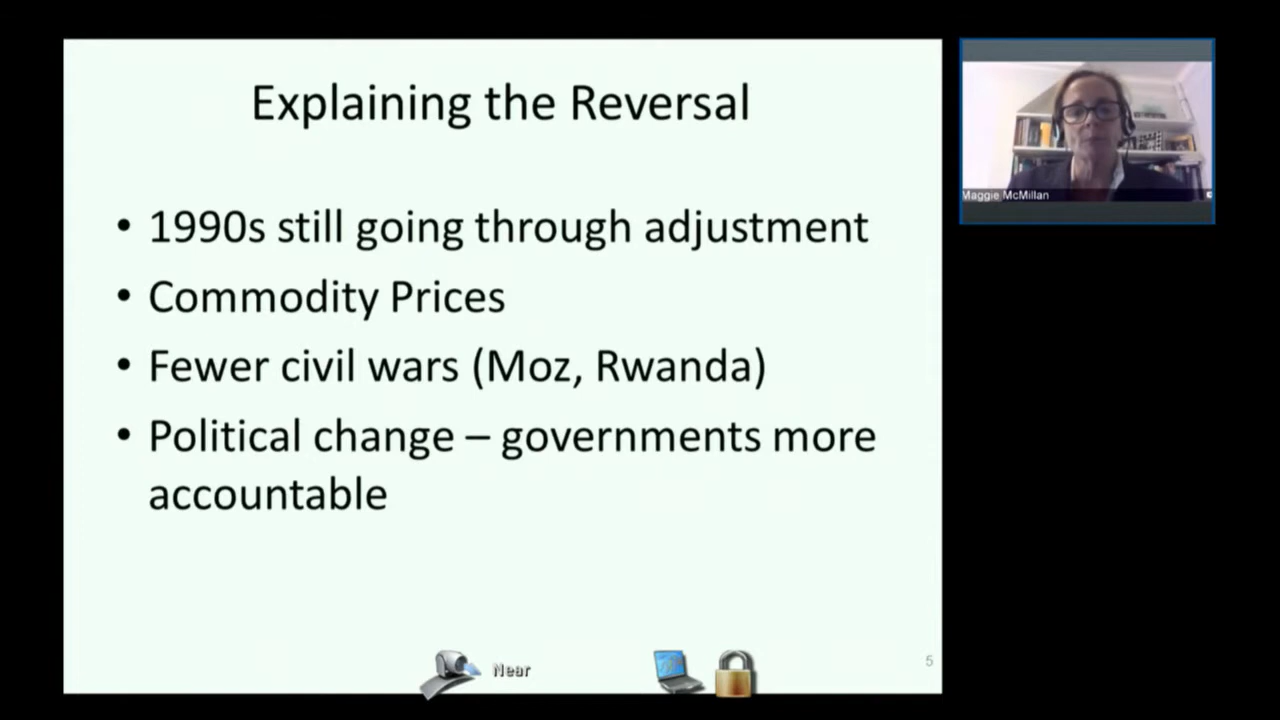 Explaining the Reversal
• 1990s still going through adjustment
• Commodity Prices
• Fewer civil wars (Moz, Rwanda)
• Political change – governments more
accountable
5
Near
Maggie McMillan